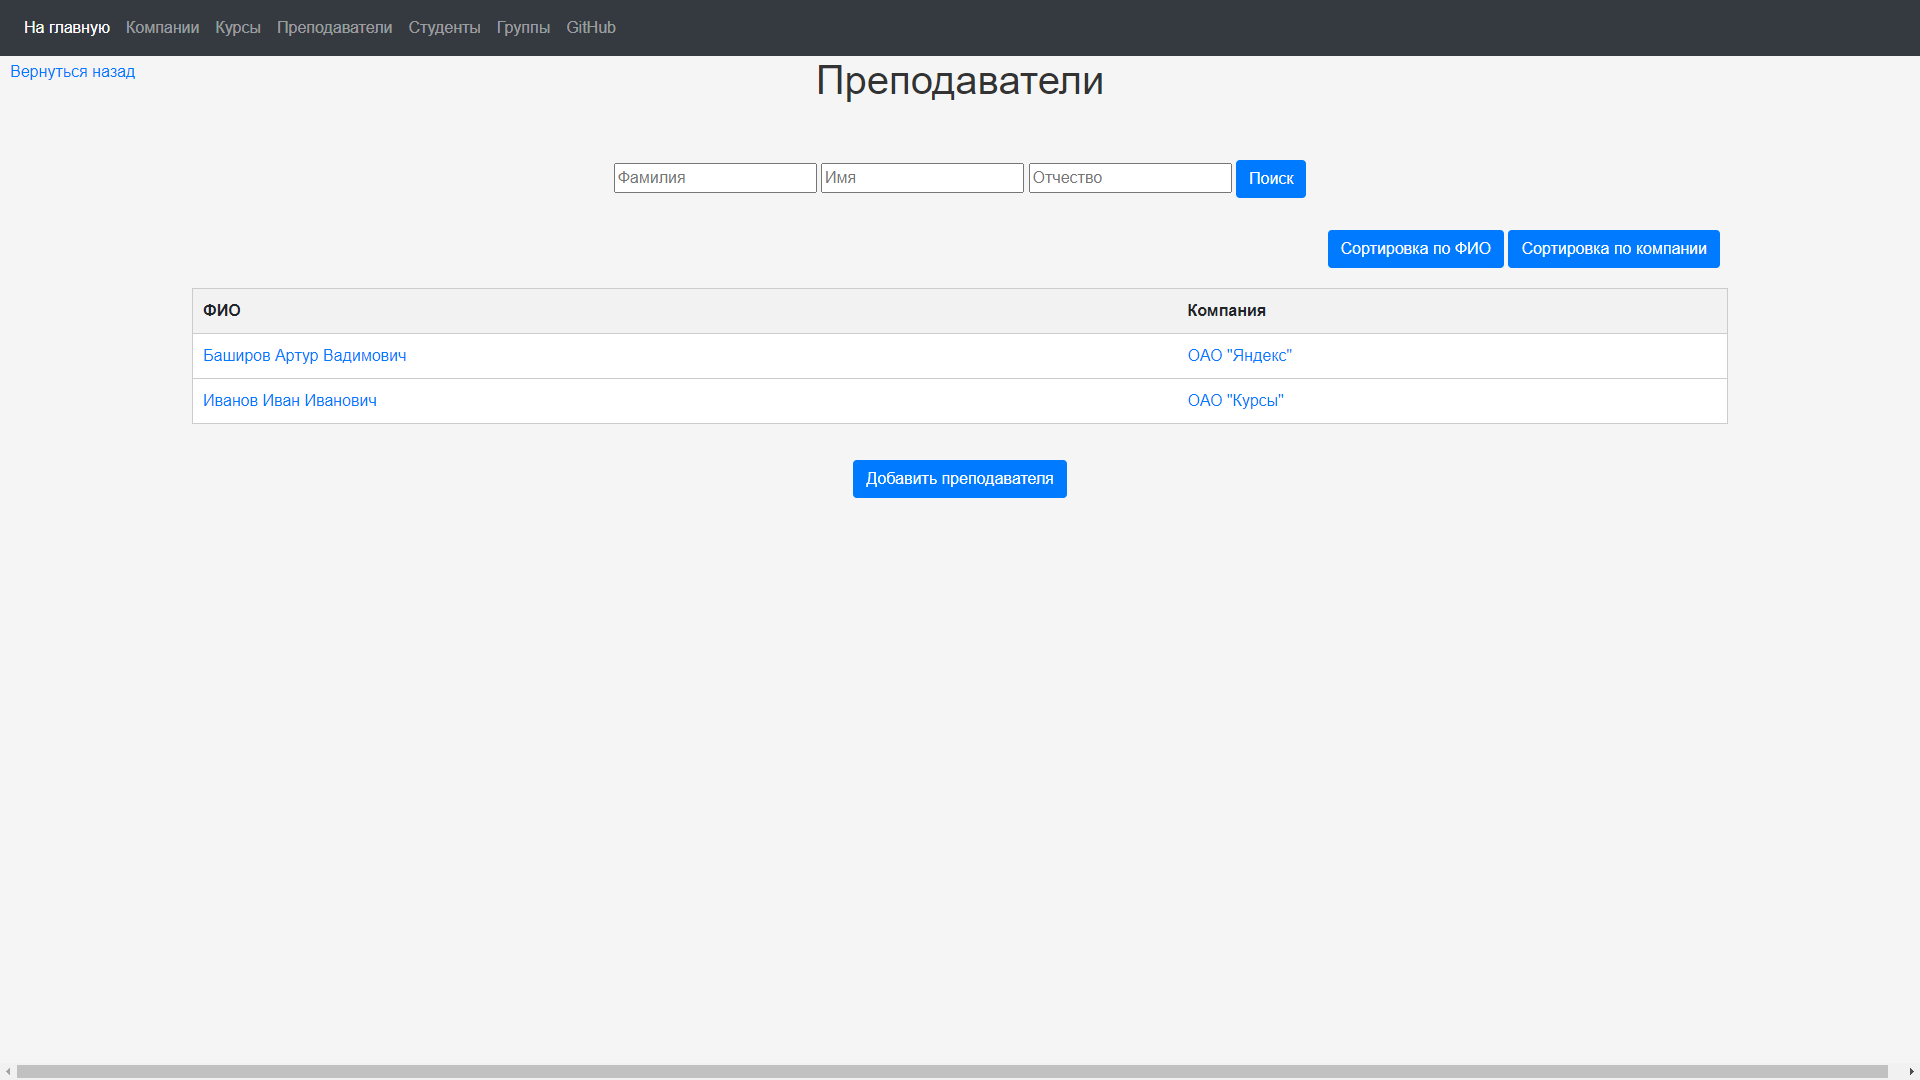 На главную Компании Курсы Преподаватели Студенты Группы GitHub
Вернуться назад
Преподаватели
Фамилия Имя Отчество Поиск
Сортировка по ФИО Сортировка по компании
ФИО Компания
Баширов Артур Вадимович ОАО "Яндекс"
Иванов Иван Иванович ОАО "Курсы"
Добавить преподавателя